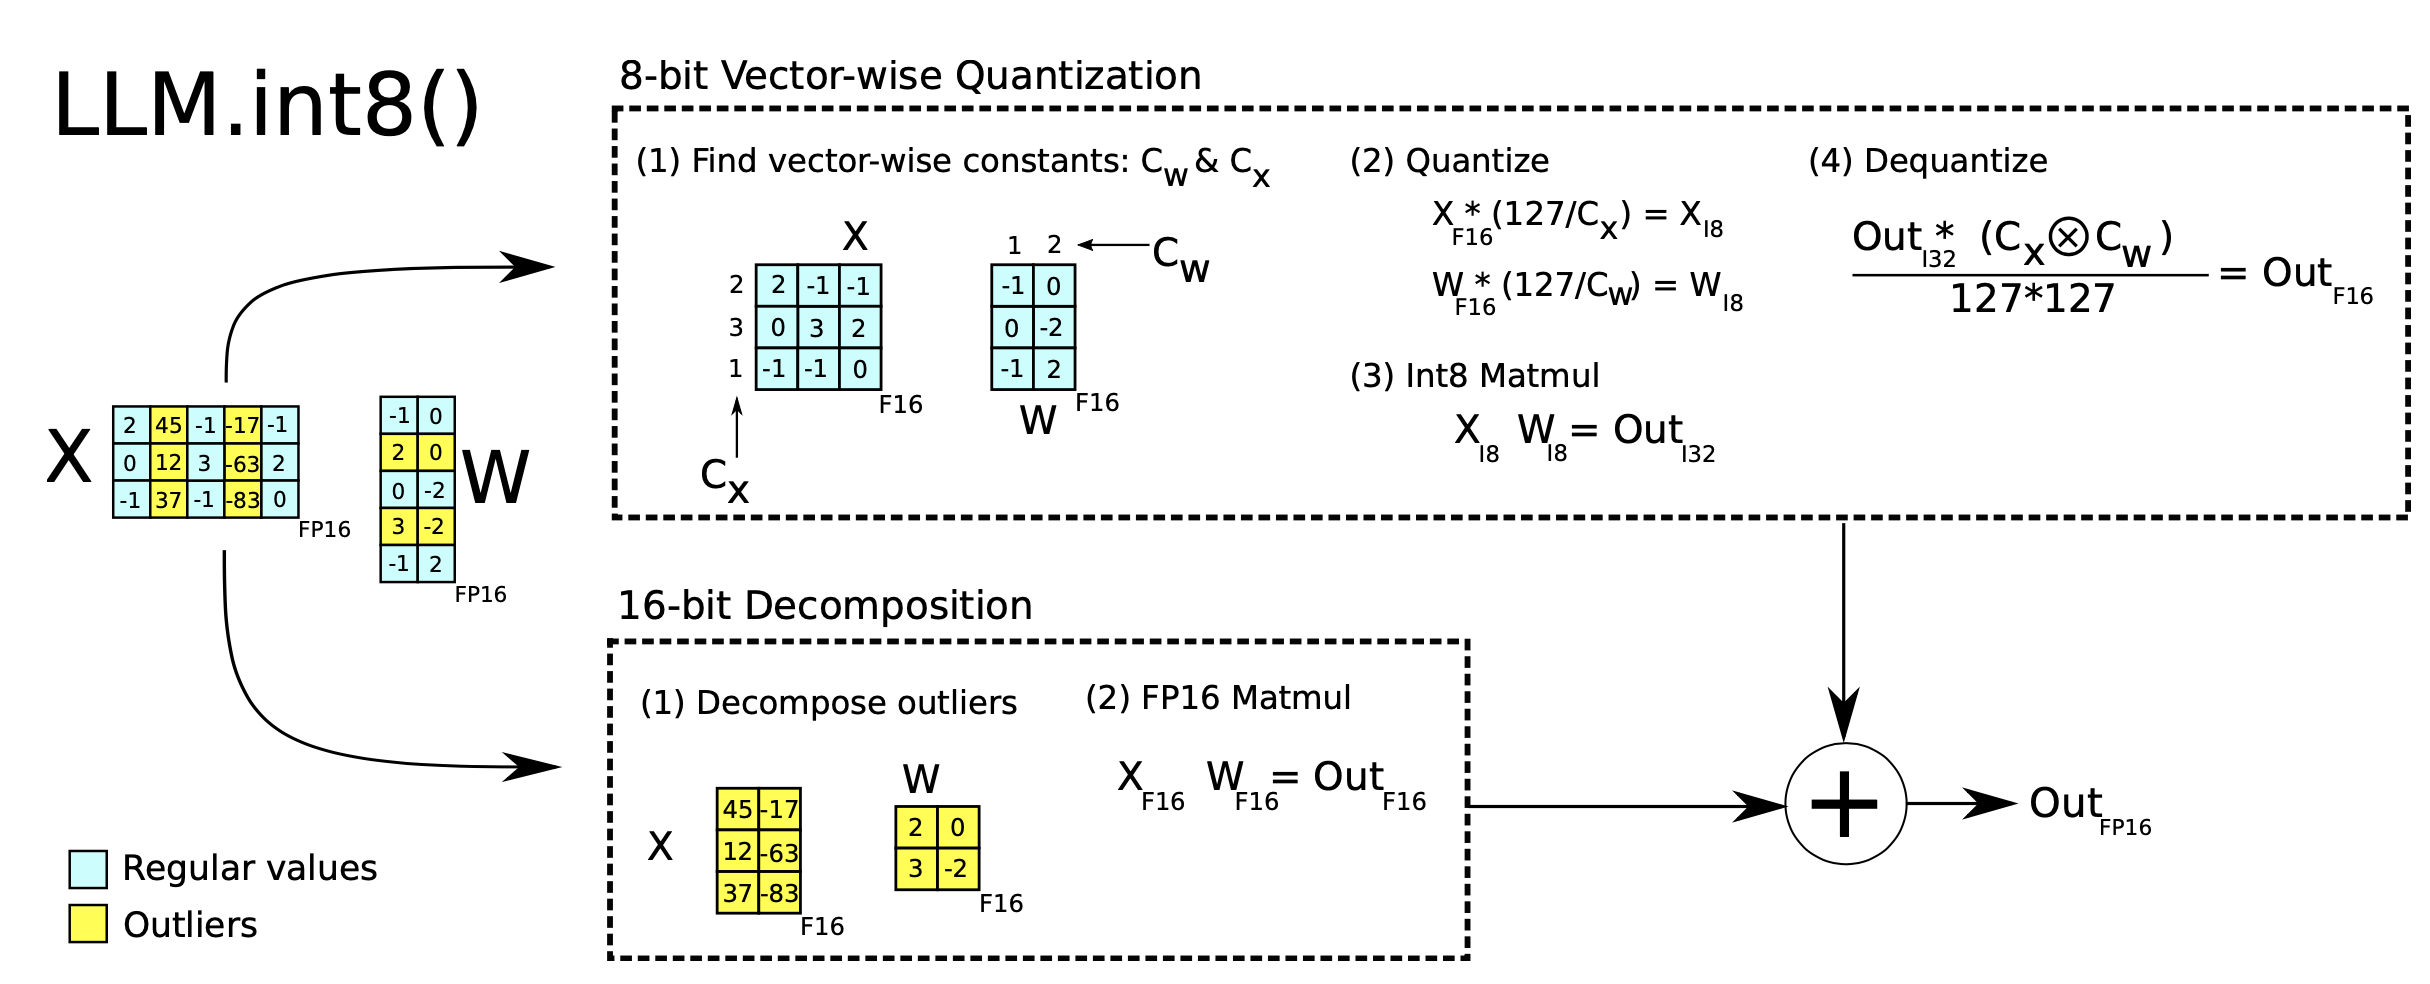 LLM.int8()
X
2 45 -1 -17 -1
0 12 3 -63 2
-1 37 -1 -83 0
FP16
-1 0
2 0
0 -2
3 -2
-1 2
W
FP16
Regular values
Outliers
8-bit Vector-wise Quantization
(1) Find vector-wise constants: Cw & Cx
X
2 2 -1 -1
3 0 3 2
1 -1 -1 0
F16
Cx
1 2 Cw
-1 0
0 -2
-1 2
F16
W
(2) Quantize
XF16 * (127/Cx) = XI8
WF16 * (127/Cw) = WI8
(3) Int8 Matmul
XI8 WI8 = OutI32
(4) Dequantize
OutI32 * (Cx⊗Cw)
127*127
= OutF16
16-bit Decomposition
(1) Decompose outliers
X
45 -17
12 -63
37 -83
F16
W
2 0
3 -2
F16
(2) FP16 Matmul
XF16 WF16 = OutF16
+
OutFP16